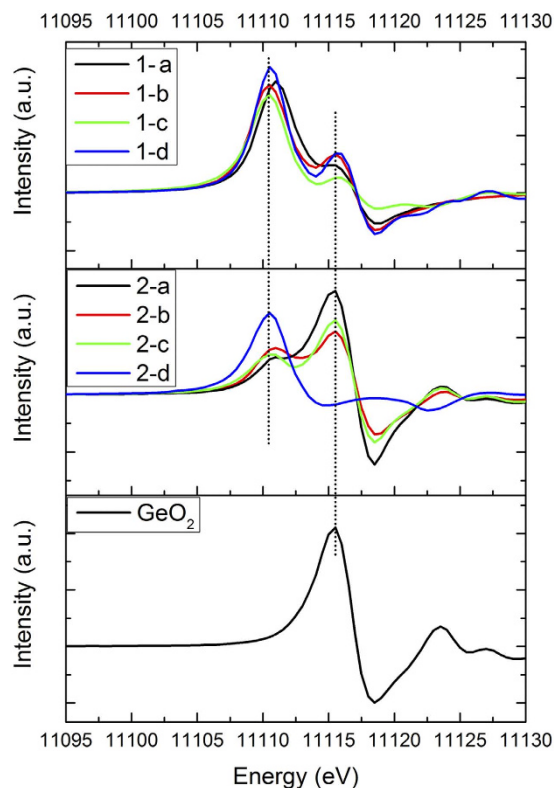 11095 11100 11105 11110 11115 11120 11125 11130
Intensity (a.u.)
1-a
1-b
1-c
1-d
Intensity (a.u.)
2-a
2-b
2-c
2-d
Intensity (a.u.)
GeO₂
11095 11100 11105 11110 11115 11120 11125 11130
Energy (eV)